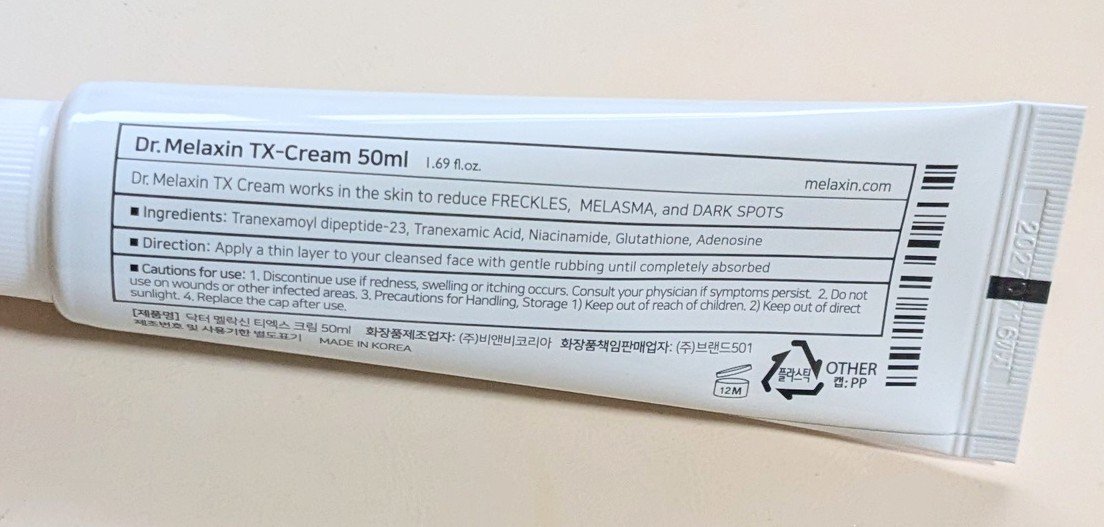 Dr. Melaxin TX-Cream 50ml 1.69 fl.oz.
melaxin.com
Dr. Melaxin TX Cream works in the skin to reduce FRECKLES, MELASMA, and DARK SPOTS
■ Ingredients: Tranexamoyl dipeptide-23, Tranexamic Acid, Niacinamide, Glutathione, Adenosine
■ Direction: Apply a thin layer to your cleansed face with gentle rubbing until completely absorbed
■ Cautions for use: 1. Discontinue use if redness, swelling or itching occurs. Consult your physician if symptoms persist. 2. Do not
use on wounds or other infected areas. 3. Precautions for Handling, Storage 1) Keep out of reach of children. 2) Keep out of direct
sunlight. 4. Replace the cap after use.
[제품명] 닥터 멜락신 티엑스 크림 50ml 화장품제조업자: (주)비앤비코리아 화장품책임판매업자: (주)브랜드501
제조번호 및 사용기한 별도표기 MADE IN KOREA
12M
플라스틱
OTHER
캡: PP